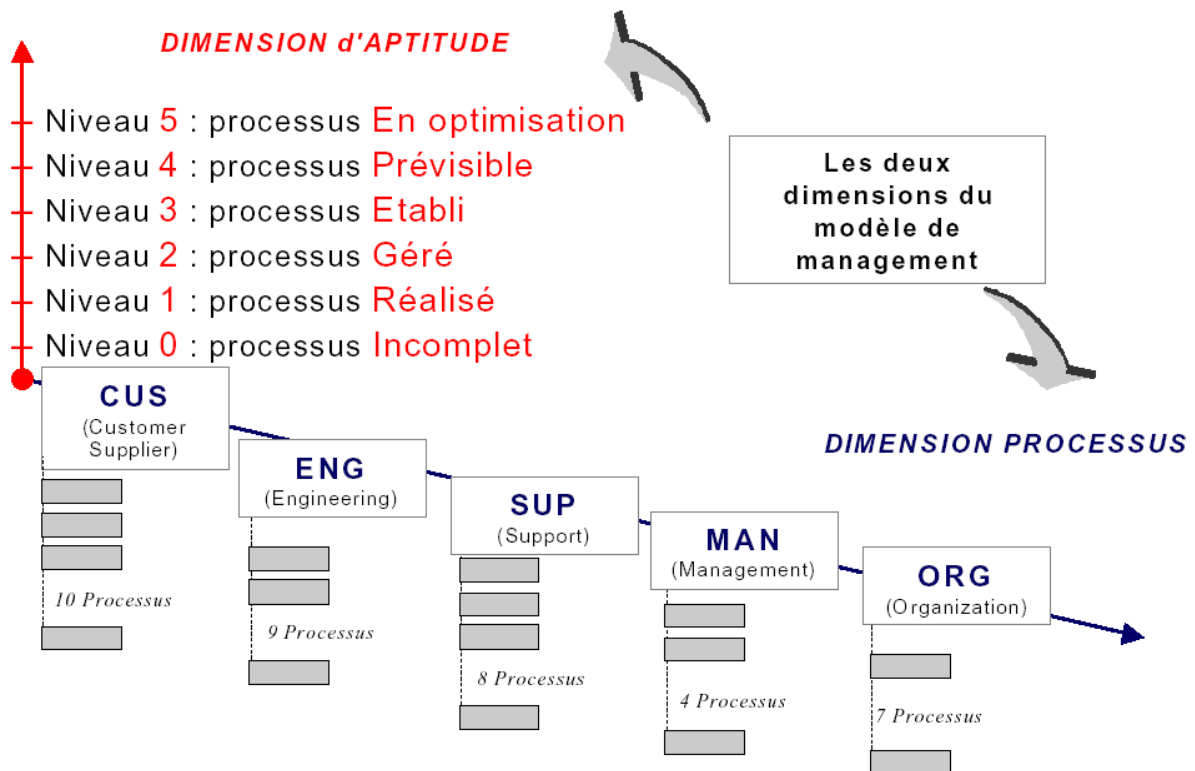 DIMENSION d'APTITUDE
Niveau 5 : processus En optimisation
Niveau 4 : processus Prévisible
Niveau 3 : processus Etabli
Niveau 2 : processus Géré
Niveau 1 : processus Réalisé
Niveau 0 : processus Incomplet
Les deux
dimensions du
modèle de
management
DIMENSION PROCESSUS
CUS
(Customer
Supplier)
10 Processus
ENG
(Engineering)
9 Processus
SUP
(Support)
8 Processus
MAN
(Management)
4 Processus
ORG
(Organization)
7 Processus